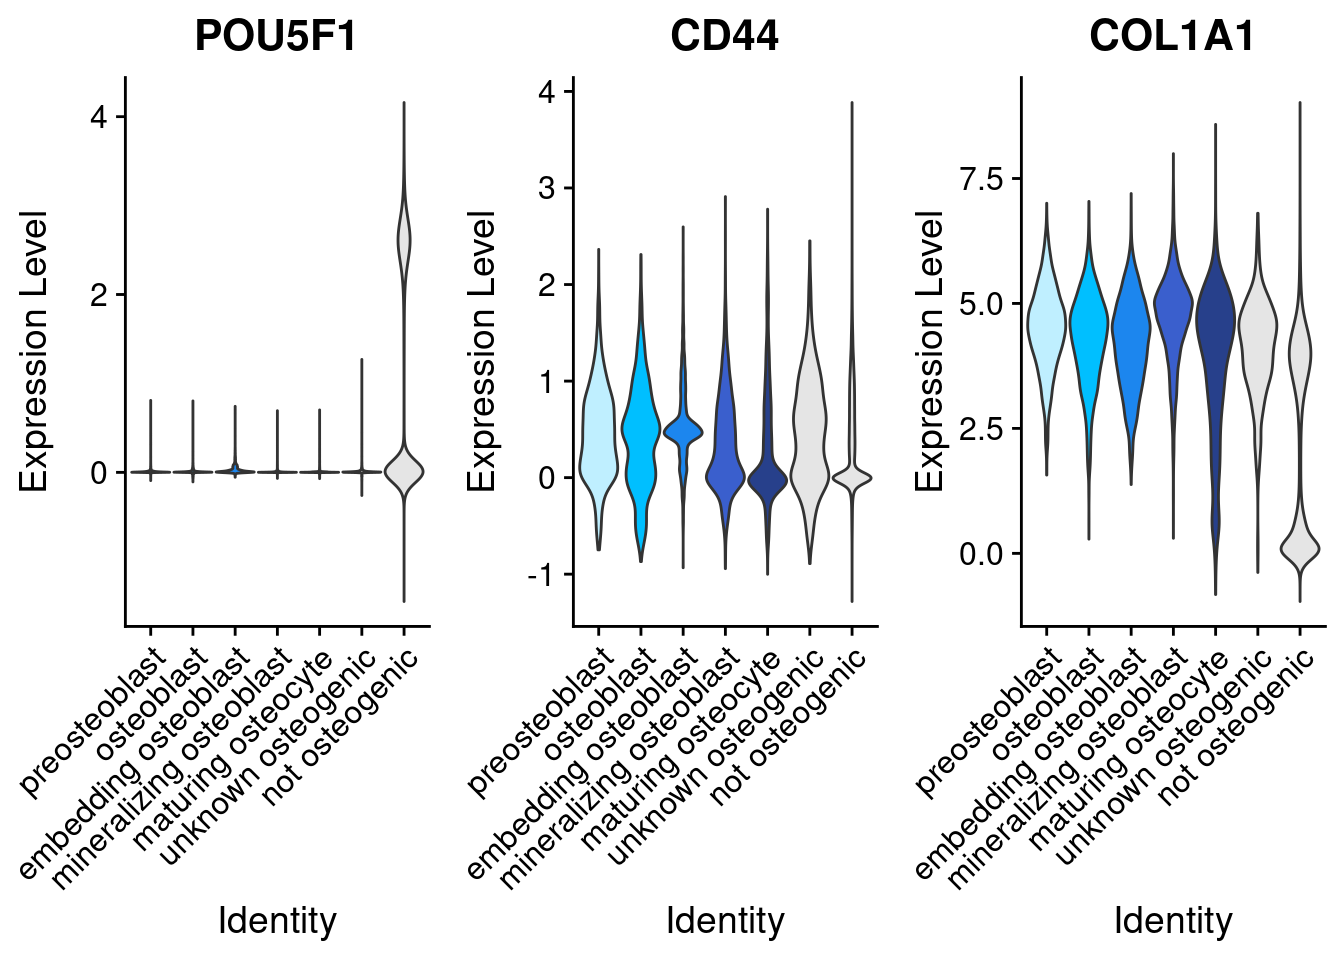 POU5F1
CD44
COL1A1
Expression Level
4
2
0
preosteoblast
osteoblast
embedding osteoblast
mineralizing osteoblast
maturing osteocyte
unknown osteogenic
not osteogenic
Identity
Expression Level
4
3
2
1
0
-1
preosteoblast
osteoblast
embedding osteoblast
mineralizing osteoblast
maturing osteocyte
unknown osteogenic
not osteogenic
Identity
Expression Level
7.5
5.0
2.5
0.0
preosteoblast
osteoblast
embedding osteoblast
mineralizing osteoblast
maturing osteocyte
unknown osteogenic
not osteogenic
Identity